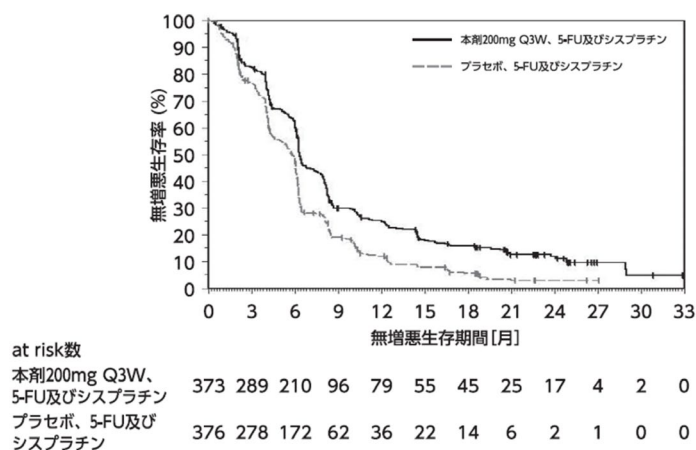 100
90
80
70
60
50
40
30
20
10
0
無増悪生存率 (%)
本剤200mg Q3W、5-FU及びシスプラチン
プラセボ、5-FU及びシスプラチン
0 3 6 9 12 15 18 21 24 27 30 33
無増悪生存期間[月]
at risk数
本剤200mg Q3W、
5-FU及びシスプラチン
373 289 210 96 79 55 45 25 17 4 2 0
プラセボ、5-FU及び
シスプラチン
376 278 172 62 36 22 14 6 2 1 0 0